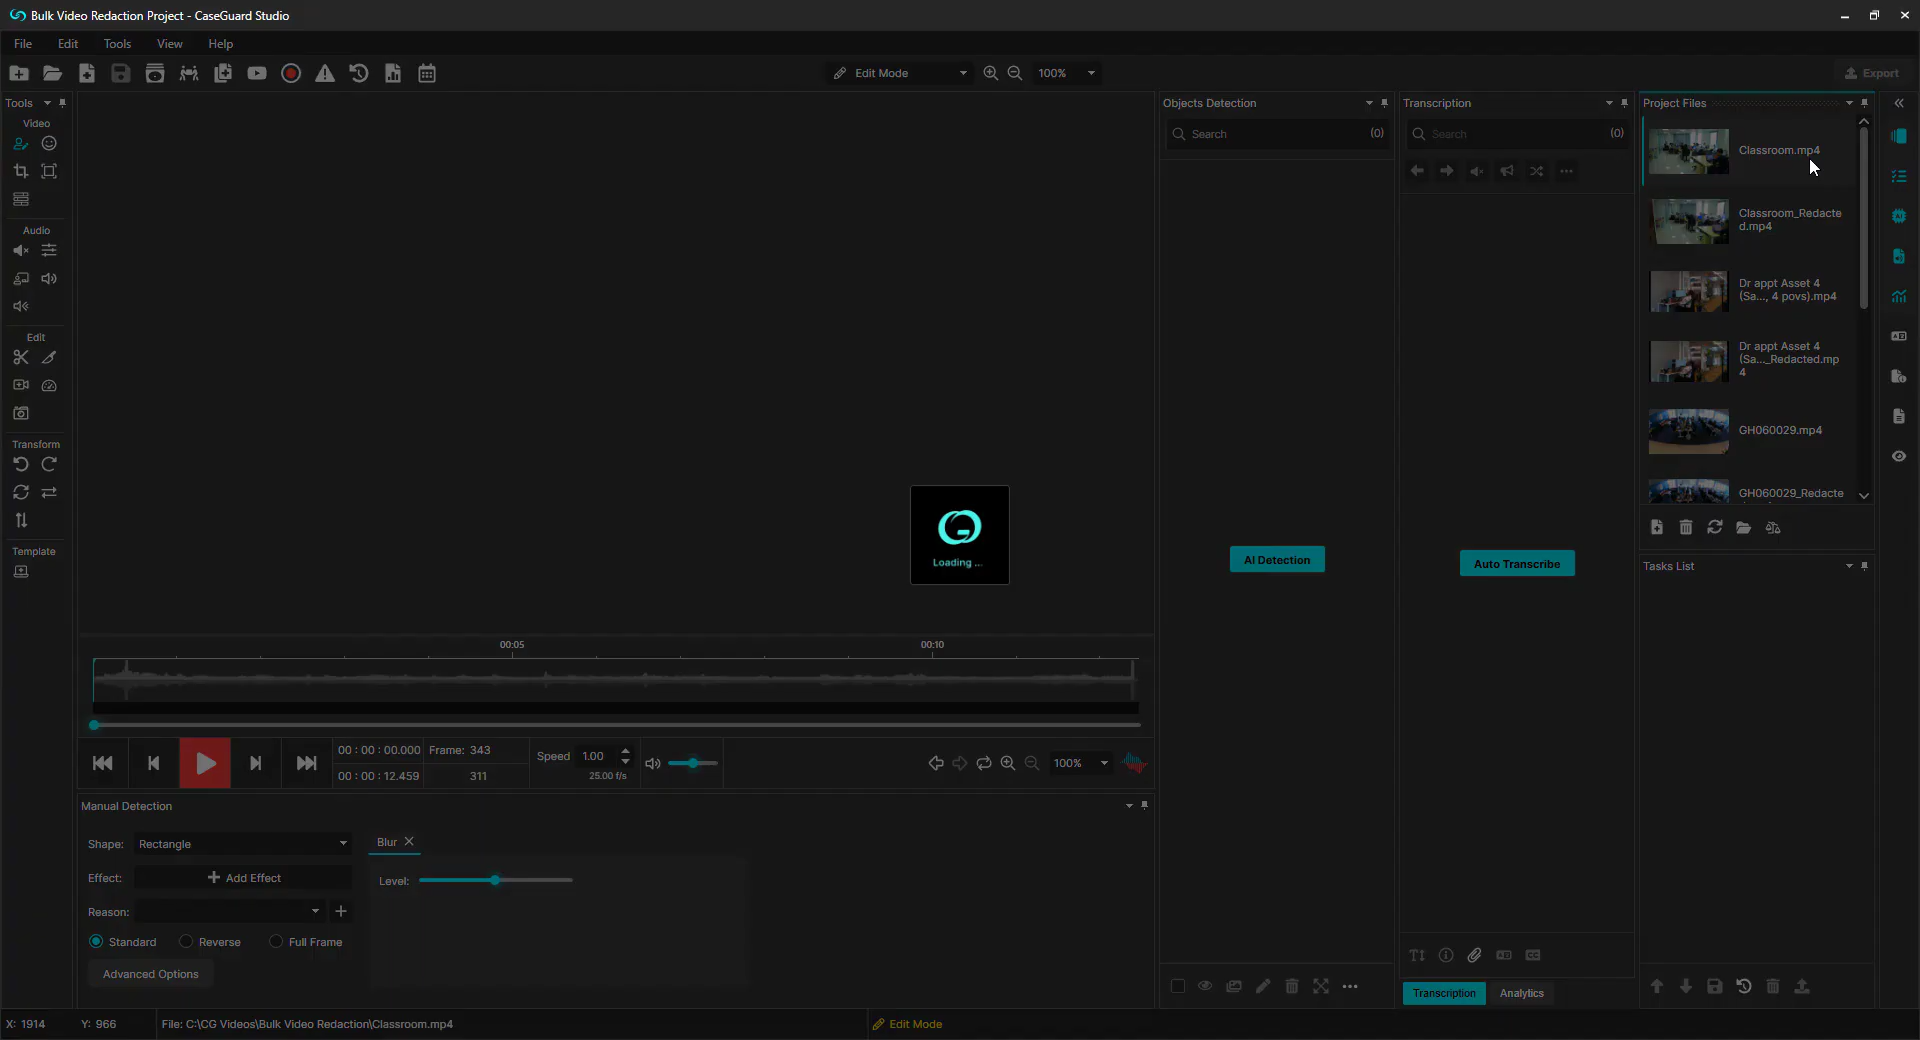 Bulk Video Redaction Project - CaseGuard Studio
File Edit Tools View Help
Edit Mode 100% Export
Tools
Video
Audio
Edit
Transform
Template
Loading ...
00:05 00:10
00 : 00 : 00.000 Frame: 343
00 : 00 : 12.459 311
Speed 1.00
25.00 f/s
100%
Manual Detection
Shape: Rectangle
Effect: Add Effect
Reason:
Standard Reverse Full Frame
Advanced Options
Blur
Level:
Objects Detection
Search (0)
AI Detection
Transcription
Search (0)
Auto Transcribe
Transcription Analytics
Project Files
Classroom.mp4
Classroom_Redacte
d.mp4
Dr appt Asset 4
(Sa..., 4 povs).mp4
Dr appt Asset 4
(Sa..._Redacted.mp
4
GH060029.mp4
GH060029_Redacte
Tasks List
X: 1914 Y: 966 File: C:\CG Videos\Bulk Video Redaction\Classroom.mp4 Edit Mode